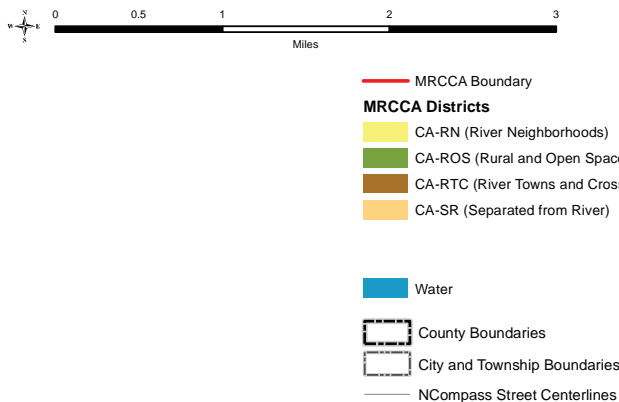 N
W E
S
0 0.5 1 2 3
Miles
MRCCA Boundary
MRCCA Districts
CA-RN (River Neighborhoods)
CA-ROS (Rural and Open Space
CA-RTC (River Towns and Cross
CA-SR (Separated from River)
Water
County Boundaries
City and Township Boundaries
NCompass Street Centerlines